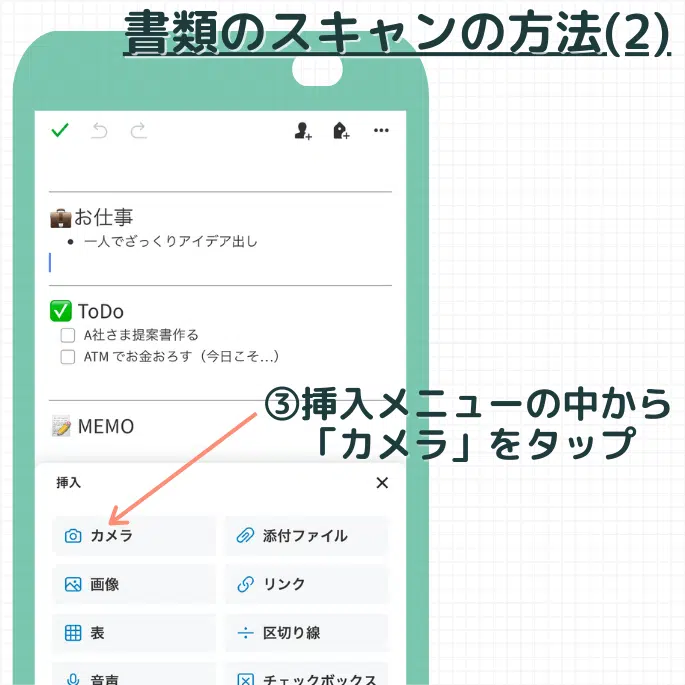 書類のスキャンの方法(2)
お仕事
• 一人でざっくりアイデア出し
ToDo
A社さま提案書作る
ATM でお金おろす（今日こそ…）
③挿入メニューの中から
「カメラ」をタップ
MEMO
挿入
カメラ
添付ファイル
画像
リンク
表
区切り線
音声
チェックボックス